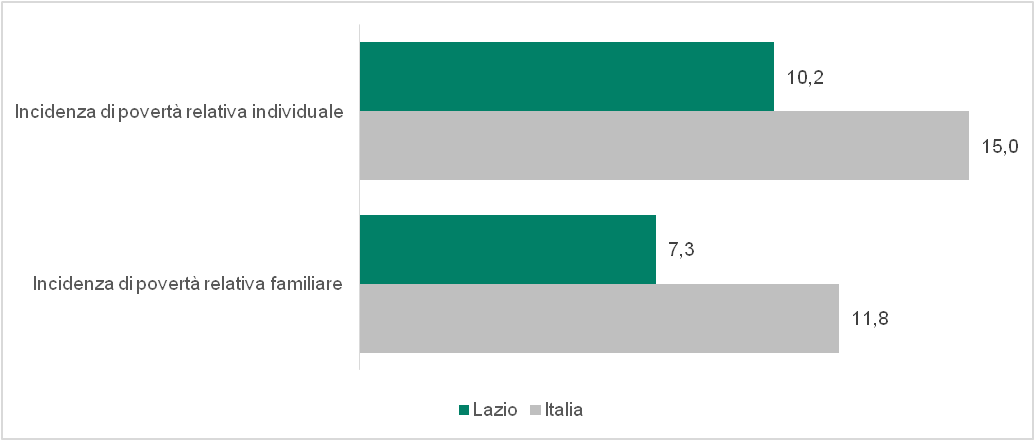 10,2
Incidenza di povertà relativa individuale
15,0
7,3
Incidenza di povertà relativa familiare
11,8
Lazio Italia